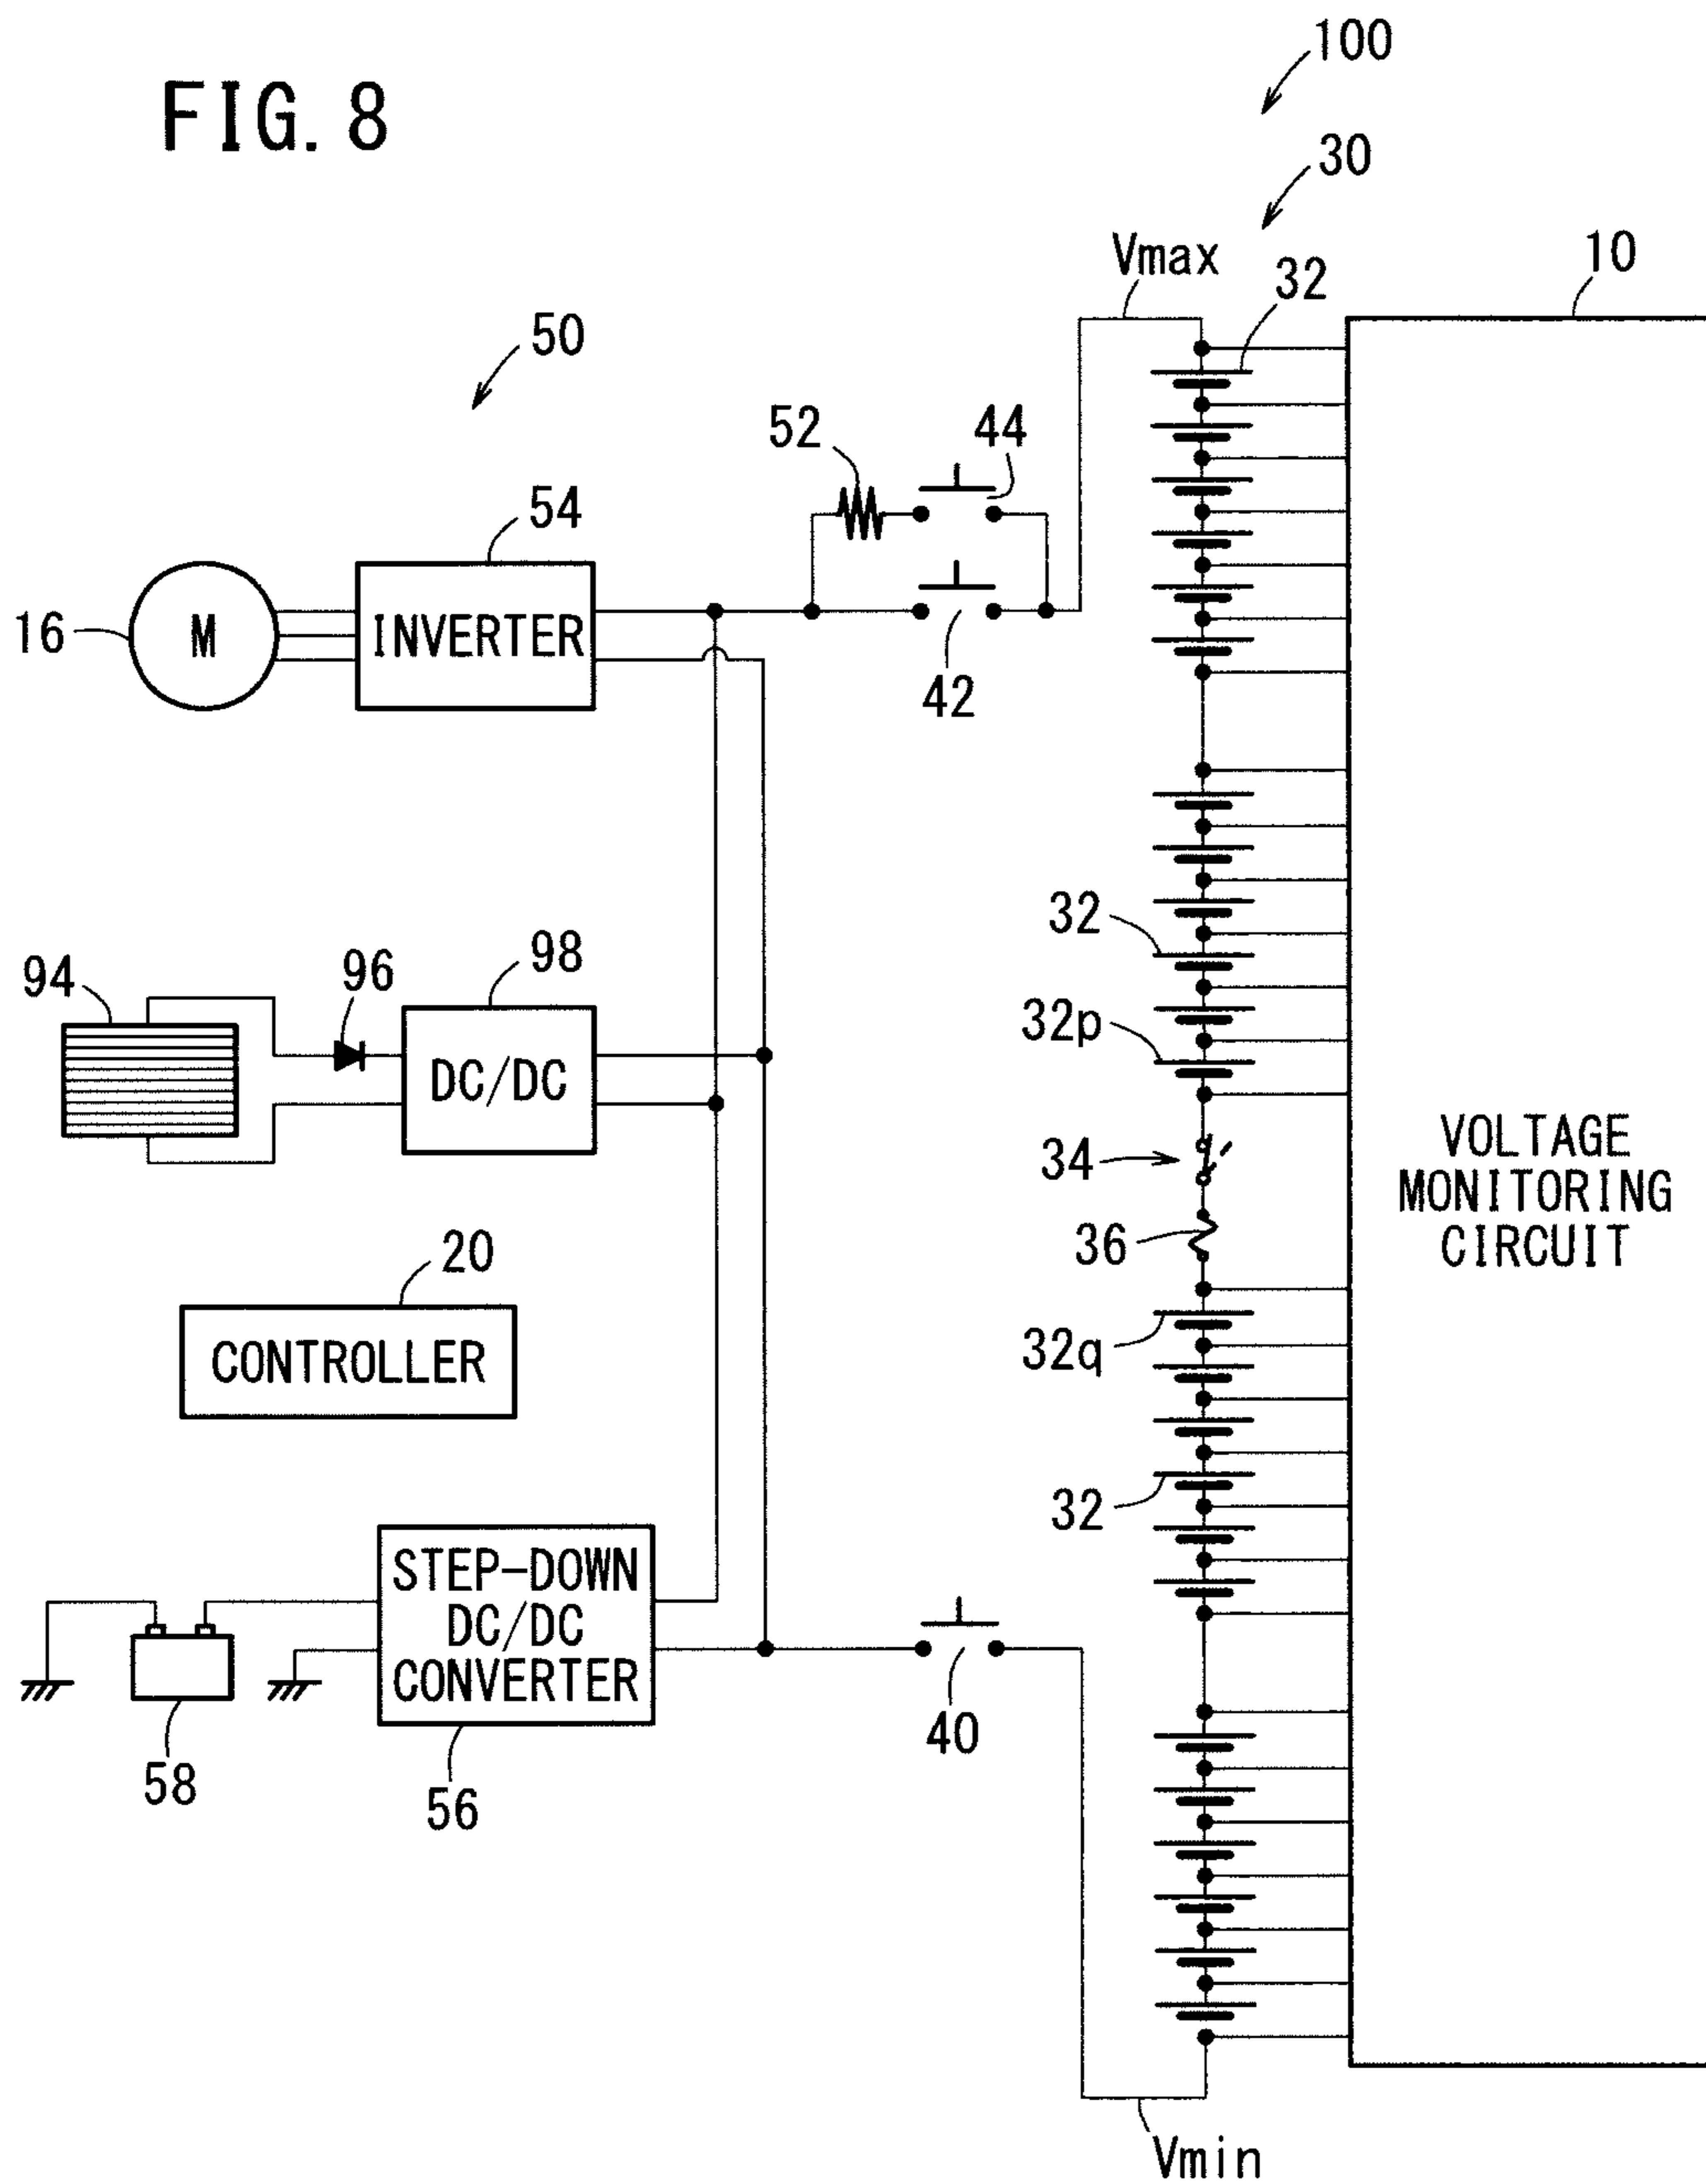 FIG. 8
100
30
Vmax
32
10
50
52
44
54
16
M
INVERTER
42
94
96
98
DC/DC
32
32p
34
36
VOLTAGE
MONITORING
CIRCUIT
20
CONTROLLER
32q
32
STEP-DOWN
DC/DC
CONVERTER
58
56
40
Vmin